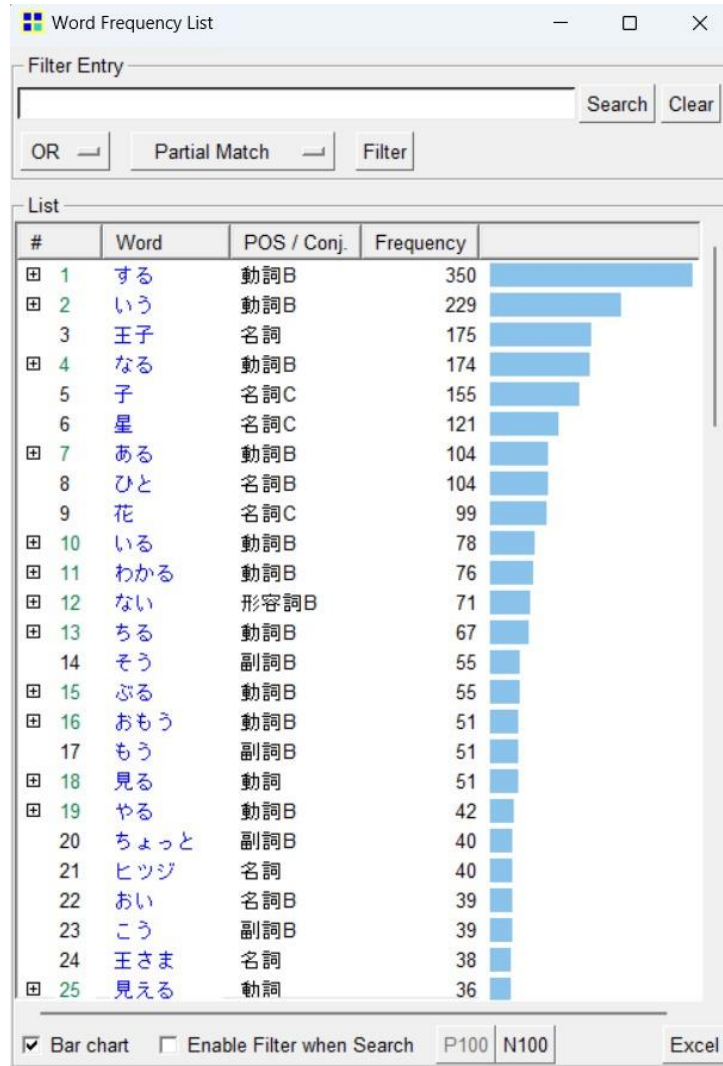 Word Frequency List
Filter Entry
Search Clear
OR Partial Match Filter
List
# Word POS / Conj. Frequency
1 する 動詞B 350
2 いう 動詞B 229
3 王子 名詞 175
4 なる 動詞B 174
5 子 名詞C 155
6 星 名詞C 121
7 ある 動詞B 104
8 ひと 名詞B 104
9 花 名詞C 99
10 いる 動詞B 78
11 わかる 動詞B 76
12 ない 形容詞B 71
13 ちる 動詞B 67
14 そう 副詞B 55
15 ぶる 動詞B 55
16 おもう 動詞B 51
17 もう 副詞B 51
18 見る 動詞 51
19 やる 動詞B 42
20 ちょっと 副詞B 40
21 ヒツジ 名詞 40
22 おい 名詞B 39
23 こう 副詞B 39
24 王さま 名詞 38
25 見える 動詞 36
Bar chart Enable Filter when Search P100 N100 Excel